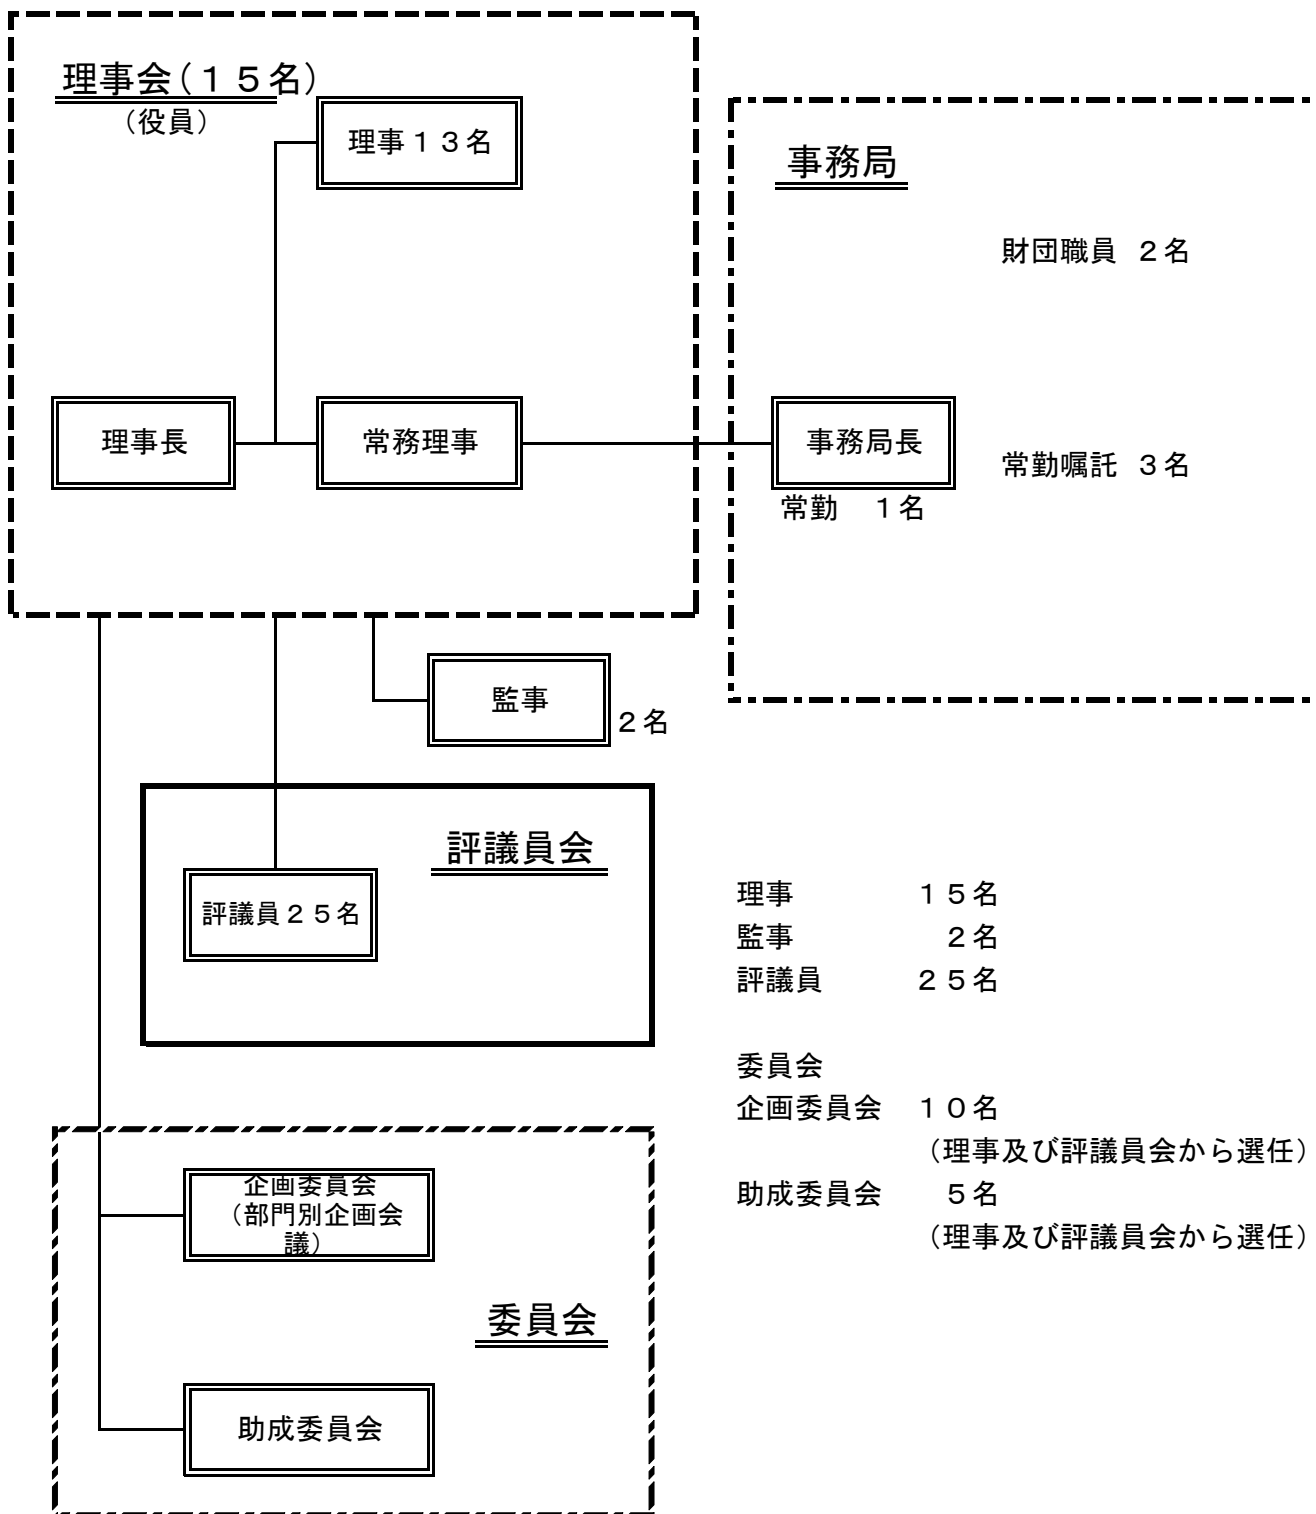 理事会（１５名）
（役員）
理事１３名
事務局
財団職員　２名
理事長
常務理事
事務局長
常勤　１名
常勤嘱託　３名
監事
２名
評議員会
評議員２５名
理事　１５名
監事　２名
評議員　２５名
委員会
企画委員会　１０名
（理事及び評議員会から選任）
助成委員会　５名
（理事及び評議員会から選任）
企画委員会
（部門別企画会
議）
委員会
助成委員会